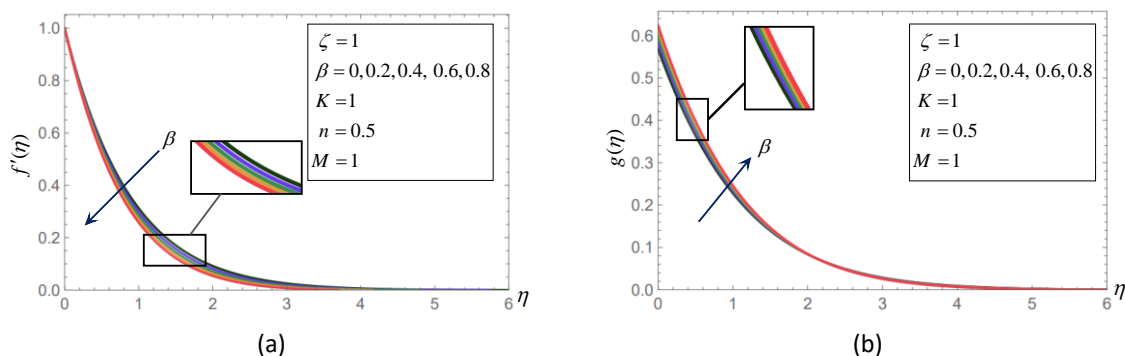 1.0
0.8
0.6
0.4
0.2
0.0
f'(η)
0 1 2 3 4 5 6 η
ζ = 1
β = 0, 0.2, 0.4, 0.6, 0.8
K = 1
n = 0.5
M = 1
β
(a)
0.6
0.5
0.4
0.3
0.2
0.1
0.0
g(η)
0 1 2 3 4 5 6 η
ζ = 1
β = 0, 0.2, 0.4, 0.6, 0.8
K = 1
n = 0.5
M = 1
β
(b)